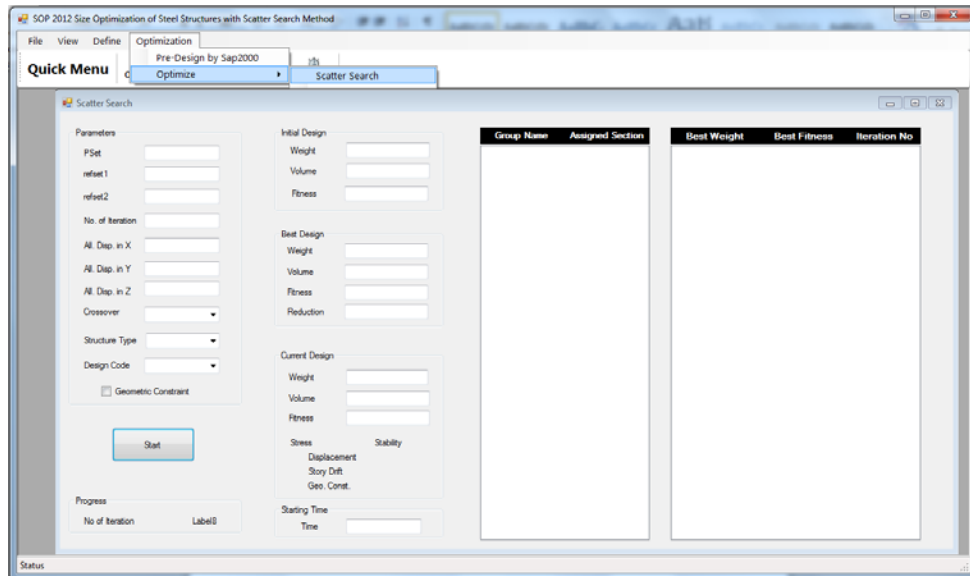 SOP 2012 Size Optimization of Steel Structures with Scatter Search Method
File View Define Optimization
Pre-Design by Sap2000
Quick Menu
Optimize
Scatter Search
Scatter Search
Parameters
PSet
refset1
refset2
No. of Iteration
All. Disp. in X
All. Disp. in Y
All. Disp. in Z
Crossover
Structure Type
Design Code
Geometric Constraint
Start
Progress
No of Iteration Label8
Initial Design
Weight
Volume
Fitness
Best Design
Weight
Volume
Fitness
Reduction
Current Design
Weight
Volume
Fitness
Stress Stability
Displacement
Story Drift
Geo. Const.
Starting Time
Time
Group Name Assigned Section
Best Weight Best Fitness Iteration No
Status